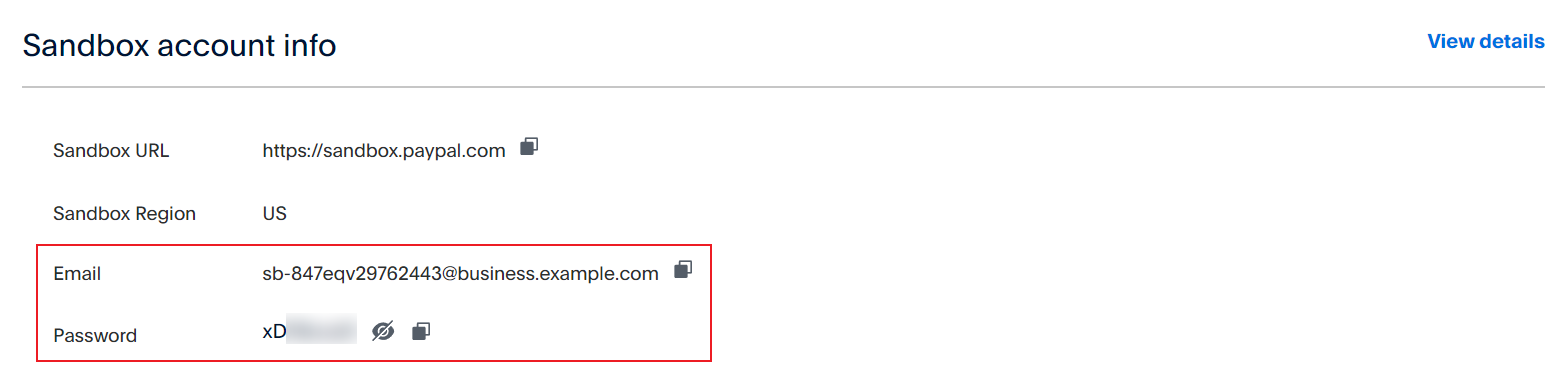 Sandbox account info
View details
Sandbox URL https://sandbox.paypal.com
Sandbox Region US
Email sb-847eqv29762443@business.example.com
Password xD